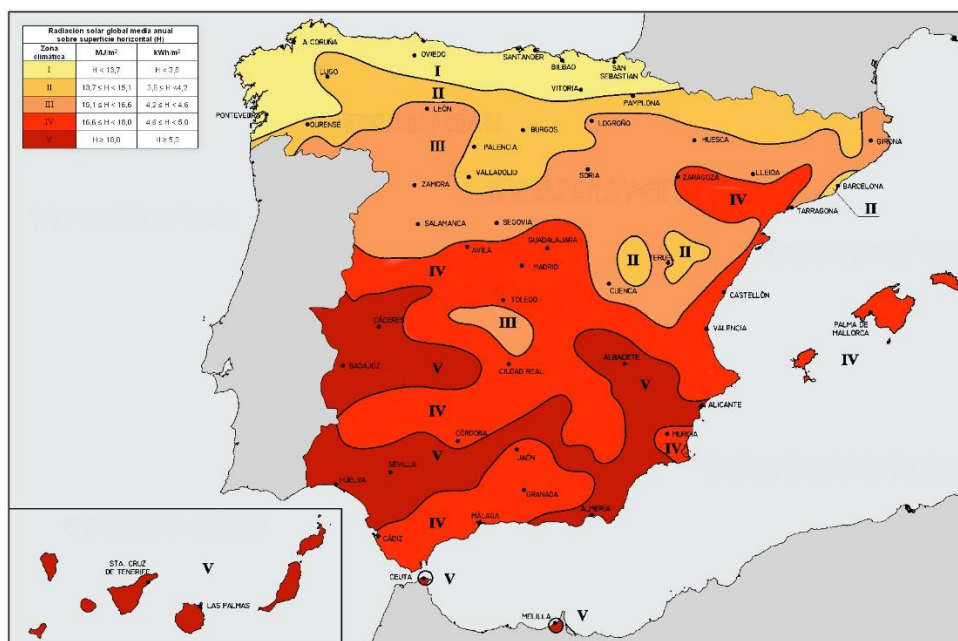 Radiación solar global media anual
sobre superficie horizontal (H)
Zona
climática
MJ/m²
kWh/m²
I
H < 13,7
H < 3,8
II
13,7 ≤ H < 15,1
3,8 ≤ H <4,2
III
15,1 ≤ H < 16,6
4,2 ≤ H < 4,6
IV
16,6 ≤ H < 18,0
4,6 ≤ H < 5,0
V
H ≥ 18,0
H ≥ 5,0
A CORUÑA
OVIEDO
SANTANDER
BILBAO
SAN
SEBASTIAN
LUGO
I
VITORIA
II
PAMPLONA
PONTEVEDRA
OURENSE
LEÓN
BURGOS
LOGROÑO
HUESCA
GIRONA
III
PALENCIA
VALLADOLID
ZAMORA
SORIA
ZARAGOZA
LLEIDA
BARCELONA
IV
TARRAGONA
II
SALAMANCA
SEGOVIA
AVILA
GUADALAJARA
IV
MADRID
II
TERUEL
II
CUENCA
TOLEDO
CASTELLÓN
III
CÁCERES
VALENCIA
PALMA DE
MALLORCA
IV
BADAJOZ
V
CIUDAD REAL
ALBACETE
V
IV
ALICANTE
CÓRDOBA
V
MURCIA
IV
JAÉN
SEVILLA
HUELVA
GRANADA
IV
MÁLAGA
ALMERIA
CÁDIZ
STA. CRUZ
DE TENERIFE
V
LAS PALMAS
CEUTA
V
MELILLA
V